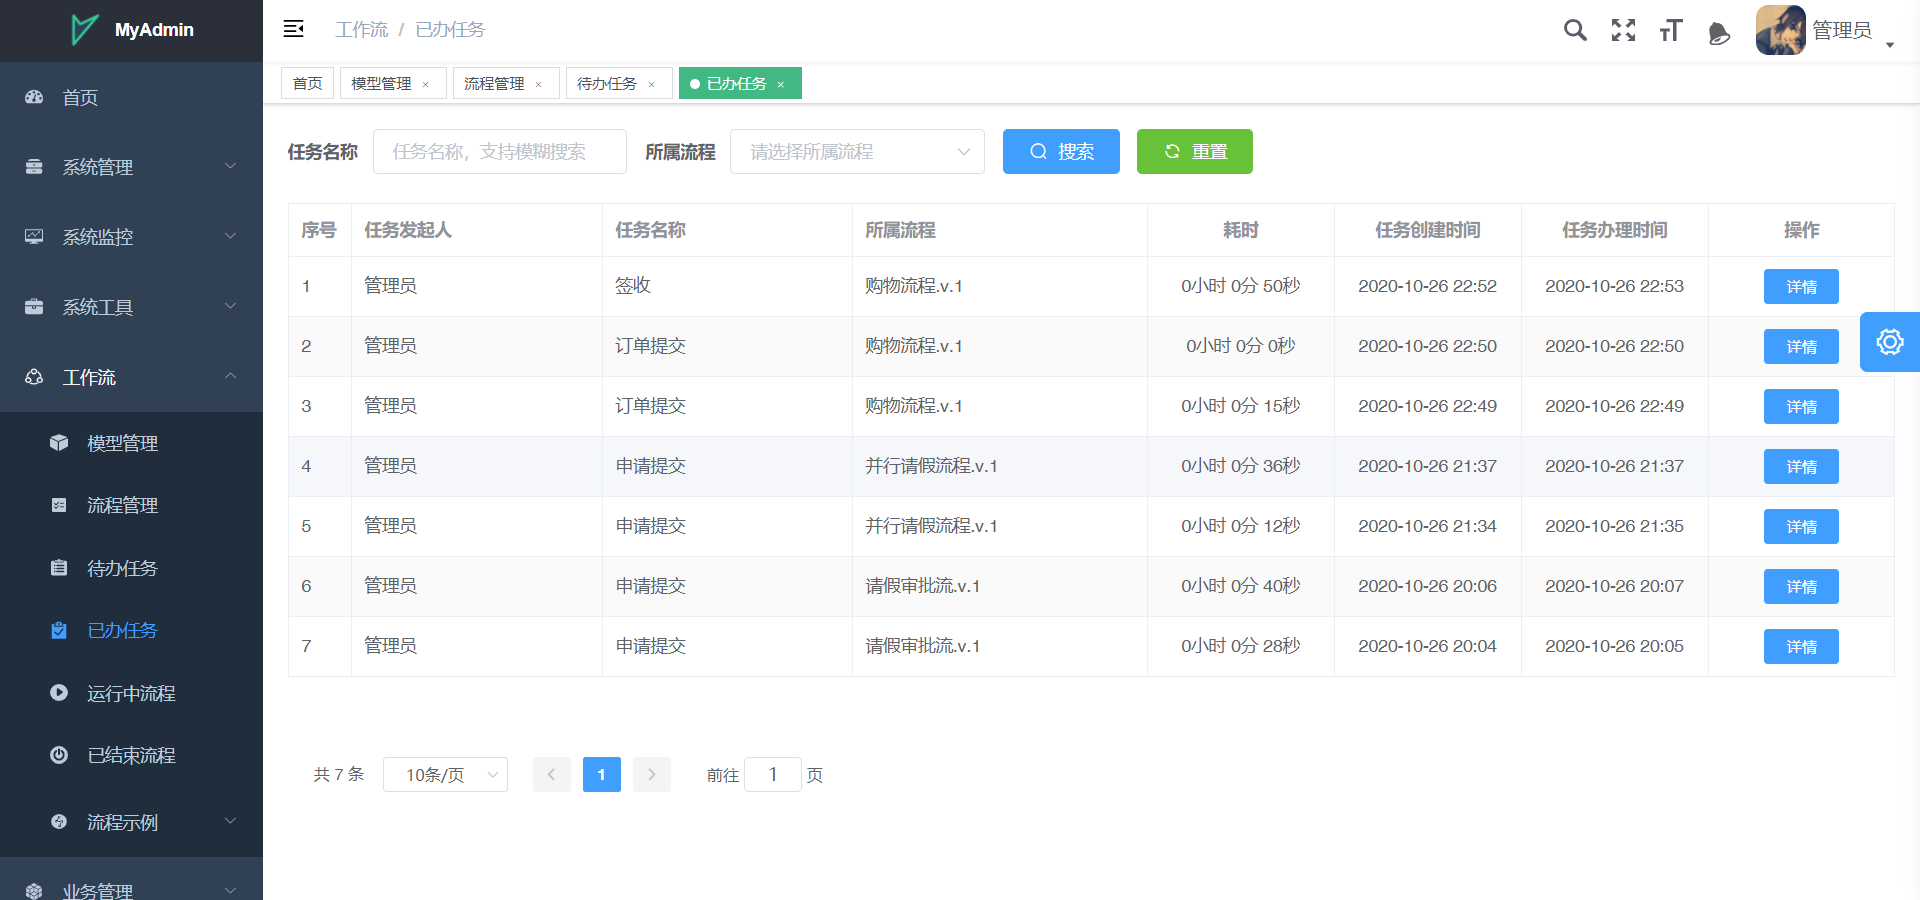 MyAdmin
首页
系统管理
系统监控
系统工具
工作流
模型管理
流程管理
待办任务
已办任务
运行中流程
已结束流程
流程示例
业务管理
工作流 / 已办任务
管理员
首页 模型管理 × 流程管理 × 待办任务 × 已办任务 ×
任务名称 任务名称，支持模糊搜索 所属流程 请选择所属流程 搜索 重置
序号 任务发起人 任务名称 所属流程 耗时 任务创建时间 任务办理时间 操作
1 管理员 签收 购物流程.v.1 0小时 0分 50秒 2020-10-26 22:52 2020-10-26 22:53 详情
2 管理员 订单提交 购物流程.v.1 0小时 0分 0秒 2020-10-26 22:50 2020-10-26 22:50 详情
3 管理员 订单提交 购物流程.v.1 0小时 0分 15秒 2020-10-26 22:49 2020-10-26 22:49 详情
4 管理员 申请提交 并行请假流程.v.1 0小时 0分 36秒 2020-10-26 21:37 2020-10-26 21:37 详情
5 管理员 申请提交 并行请假流程.v.1 0小时 0分 12秒 2020-10-26 21:34 2020-10-26 21:35 详情
6 管理员 申请提交 请假审批流.v.1 0小时 0分 40秒 2020-10-26 20:06 2020-10-26 20:07 详情
7 管理员 申请提交 请假审批流.v.1 0小时 0分 28秒 2020-10-26 20:04 2020-10-26 20:05 详情
共 7 条 10条/页 1 前往 1 页